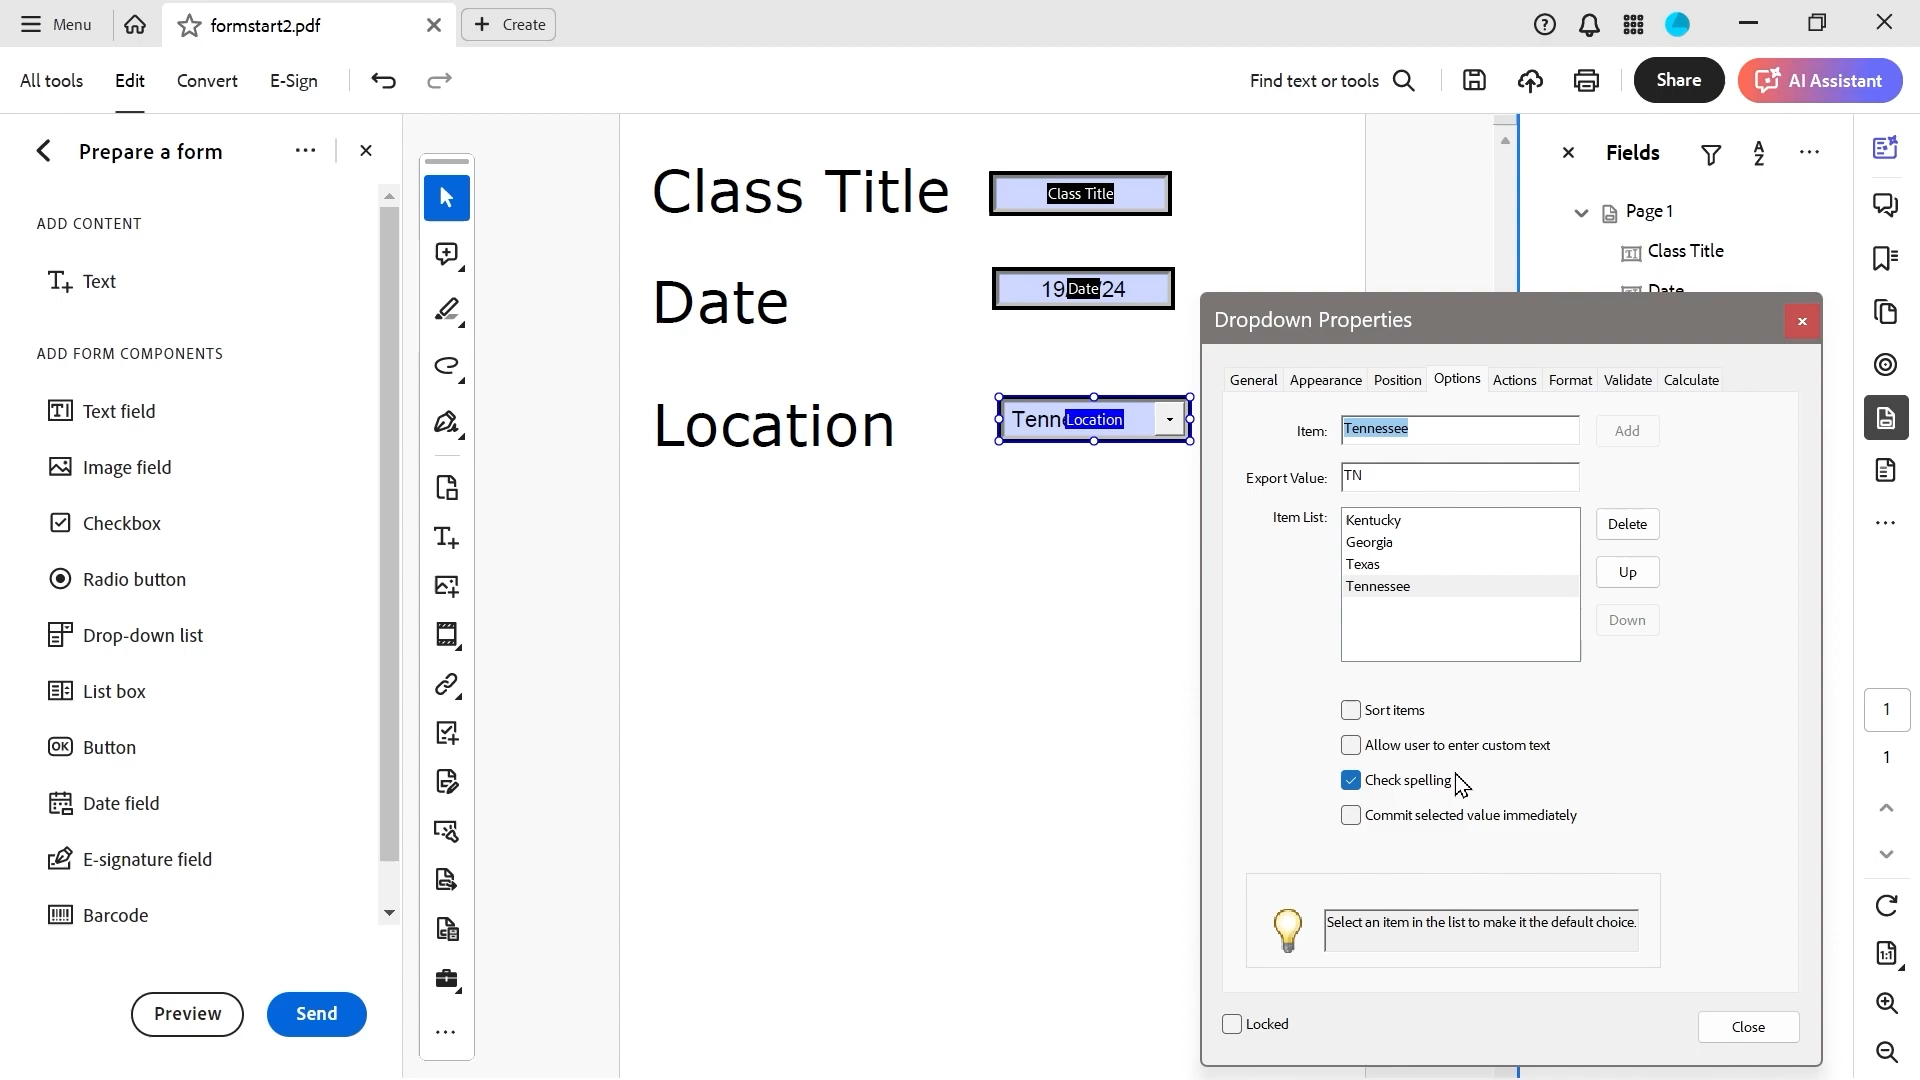 Menu
formstart2.pdf
Create
All tools
Edit
Convert
E-Sign
Find text or tools
Share
AI Assistant
Prepare a form
ADD CONTENT
Text
ADD FORM COMPONENTS
Text field
Image field
Checkbox
Radio button
Drop-down list
List box
OK Button
Date field
E-signature field
Barcode
Preview
Send
Class Title
Class Title
Date
19 Date /24
Location
Tenn Location
Fields
Page 1
Class Title
Date
Dropdown Properties
General Appearance Position Options Actions Format Validate Calculate
Item: Tennessee Add
Export Value: TN
Item List:
Kentucky
Georgia
Texas
Tennessee
Delete
Up
Down
Sort items
Allow user to enter custom text
Check spelling
Commit selected value immediately
Select an item in the list to make it the default choice.
Locked
Close
1
1
1:1